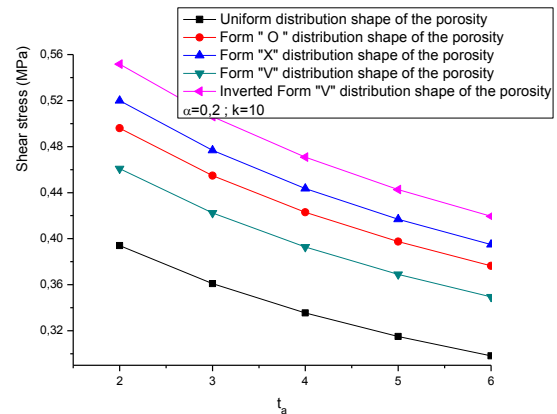 Uniform distribution shape of the porosity
Form " O " distribution shape of the porosity
Form "X" distribution shape of the porosity
Form "V" distribution shape of the porosity
Inverted Form "V" distribution shape of the porosity
α=0,2 ; k=10
Shear stress (MPa)
0,56
0,52
0,48
0,44
0,40
0,36
0,32
2 3 4 5 6
ta